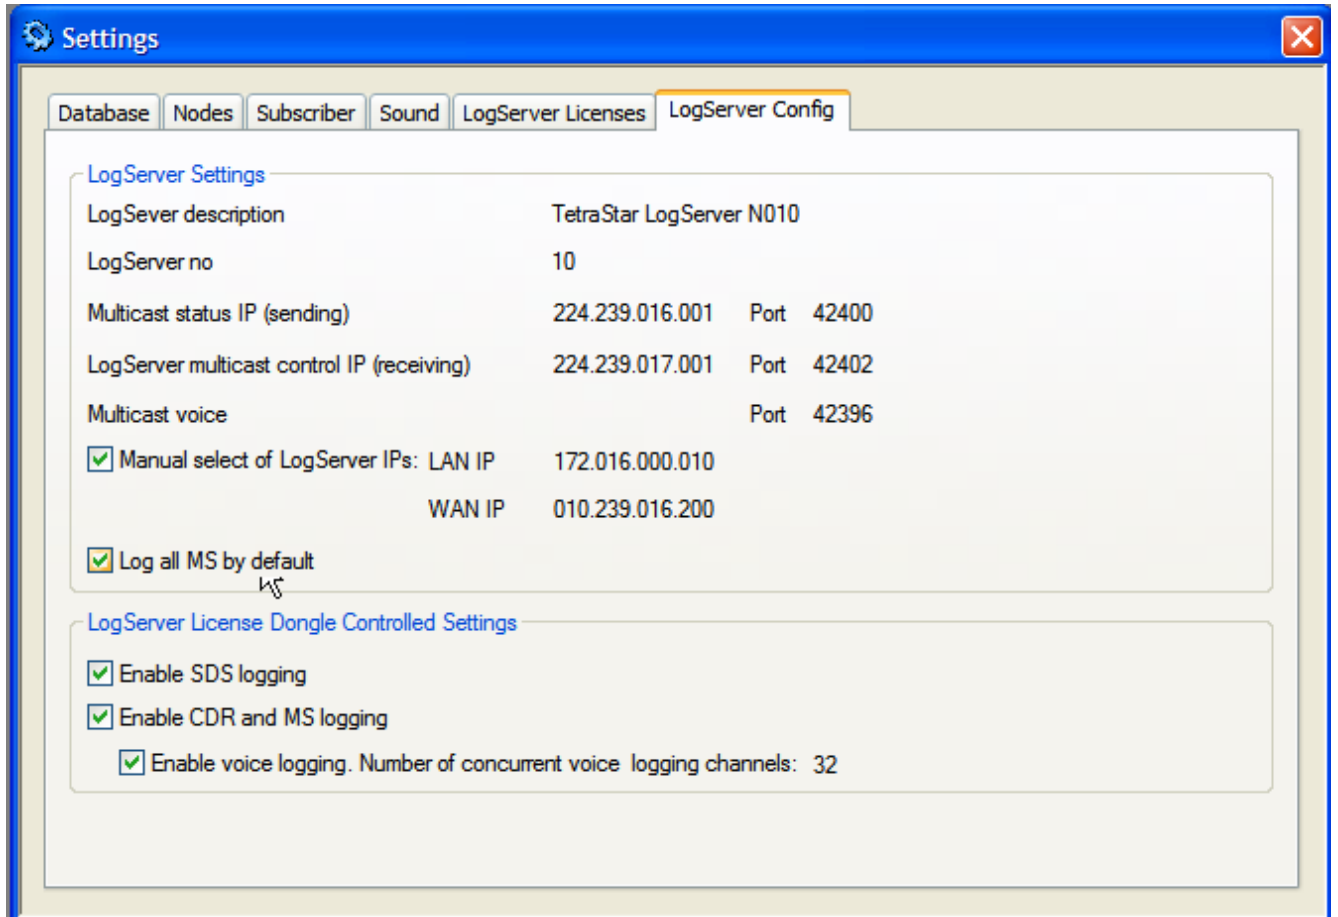 Settings
Database Nodes Subscriber Sound LogServer Licenses LogServer Config
LogServer Settings
LogSever description TetraStar LogServer N010
LogServer no 10
Multicast status IP (sending) 224.239.016.001 Port 42400
LogServer multicast control IP (receiving) 224.239.017.001 Port 42402
Multicast voice Port 42396
Manual select of LogServer IPs: LAN IP 172.016.000.010
WAN IP 010.239.016.200
Log all MS by default
LogServer License Dongle Controlled Settings
Enable SDS logging
Enable CDR and MS logging
Enable voice logging. Number of concurrent voice logging channels: 32